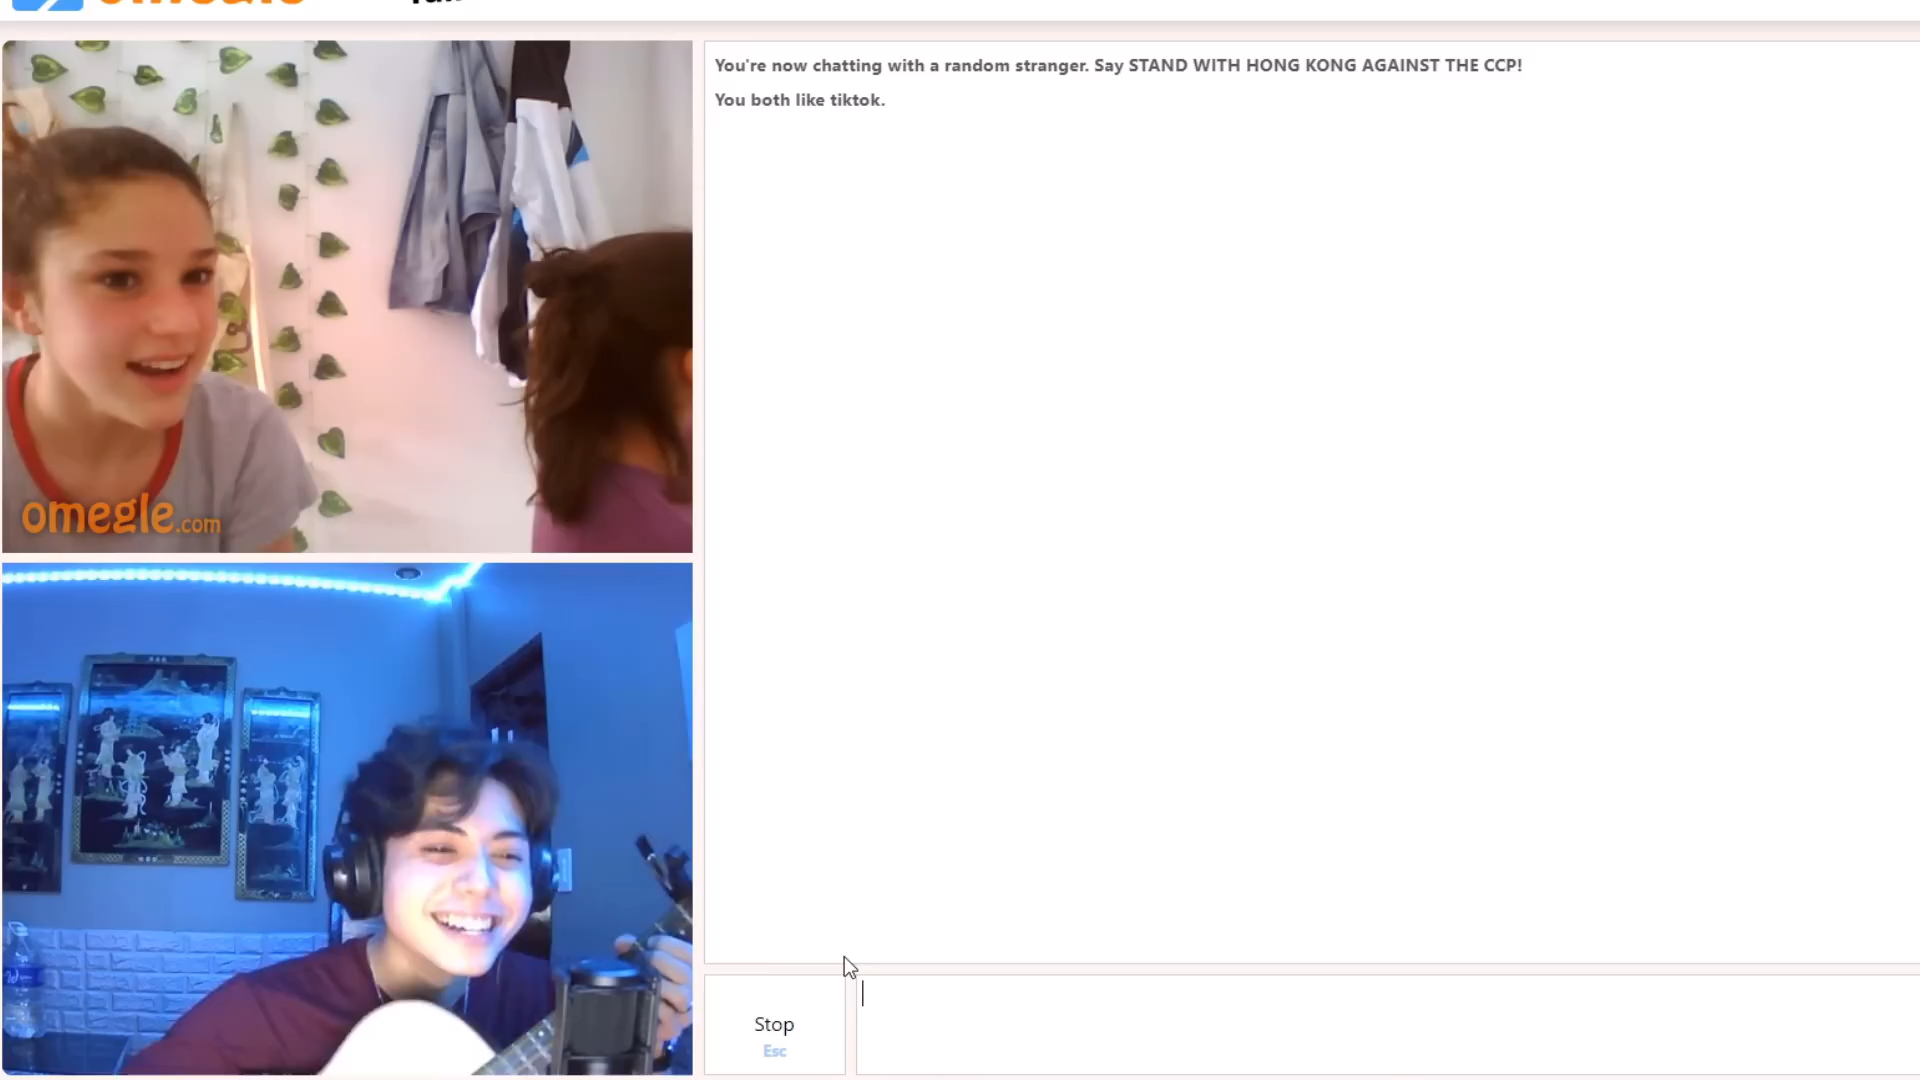 omegle
You're now chatting with a random stranger. Say STAND WITH HONG KONG AGAINST THE CCP!
You both like tiktok.
omegle.com
Stop
Esc